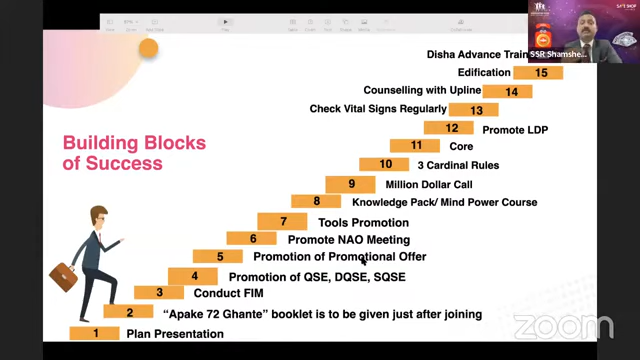 Disha Advance Train
Edification 15
Counselling with Upline 14
Check Vital Signs Regularly 13
12 Promote LDP
11 Core
10 3 Cardinal Rules
9 Million Dollar Call
8 Knowledge Pack/ Mind Power Course
7 Tools Promotion
6 Promote NAO Meeting
5 Promotion of Promotional Offer
4 Promotion of QSE, DQSE, SQSE
3 Conduct FIM
2 “Apake 72 Ghante” booklet is to be given just after joining
1 Plan Presentation
Building Blocks
of Success
SSR Shamshe...
zoom